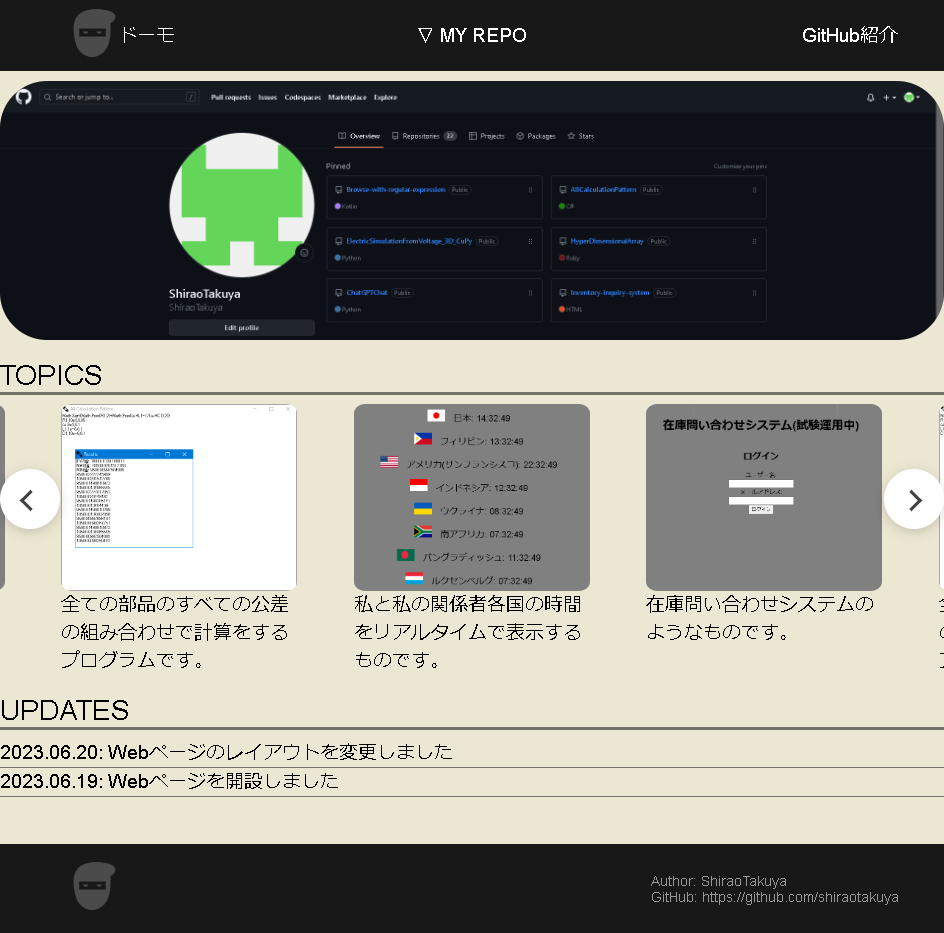 ドーモ
▽ MY REPO
GitHub紹介
Search or jump to...
/
Pull requests Issues Codespaces Marketplace Explore
Overview Repositories 22 Projects Packages Stars
Pinned
Customize your pins
Browse-with-regular-expression Public
Kotlin
AllCalculationPattern Public
C#
ElectricSimulationFromVoltage_3D_CuPy Public
Python
HyperDimensionalArray Public
Ruby
ChatGPTChat Public
Python
Inventory-inquiry-system Public
HTML
ShiraoTakuya
ShiraoTakuya
Edit profile
TOPICS
All Calculation Pattern
Results
全ての部品のすべての公差
の組み合わせで計算をする
プログラムです。
日本: 14:32:49
フィリピン: 13:32:49
アメリカ(サンフランシスコ): 22:32:49
インドネシア: 12:32:49
ウクライナ: 08:32:49
南アフリカ: 07:32:49
バングラディッシュ: 11:32:49
ルクセンベルグ: 07:32:49
私と私の関係者各国の時間
をリアルタイムで表示する
ものです。
在庫問い合わせシステム(試験運用中)
ログイン
ユーザー名
メールアドレス
ログイン
在庫問い合わせシステムの
ようなものです。
UPDATES
2023.06.20: Webページのレイアウトを変更しました
2023.06.19: Webページを開設しました
Author: ShiraoTakuya
GitHub: https://github.com/shiraotakuya